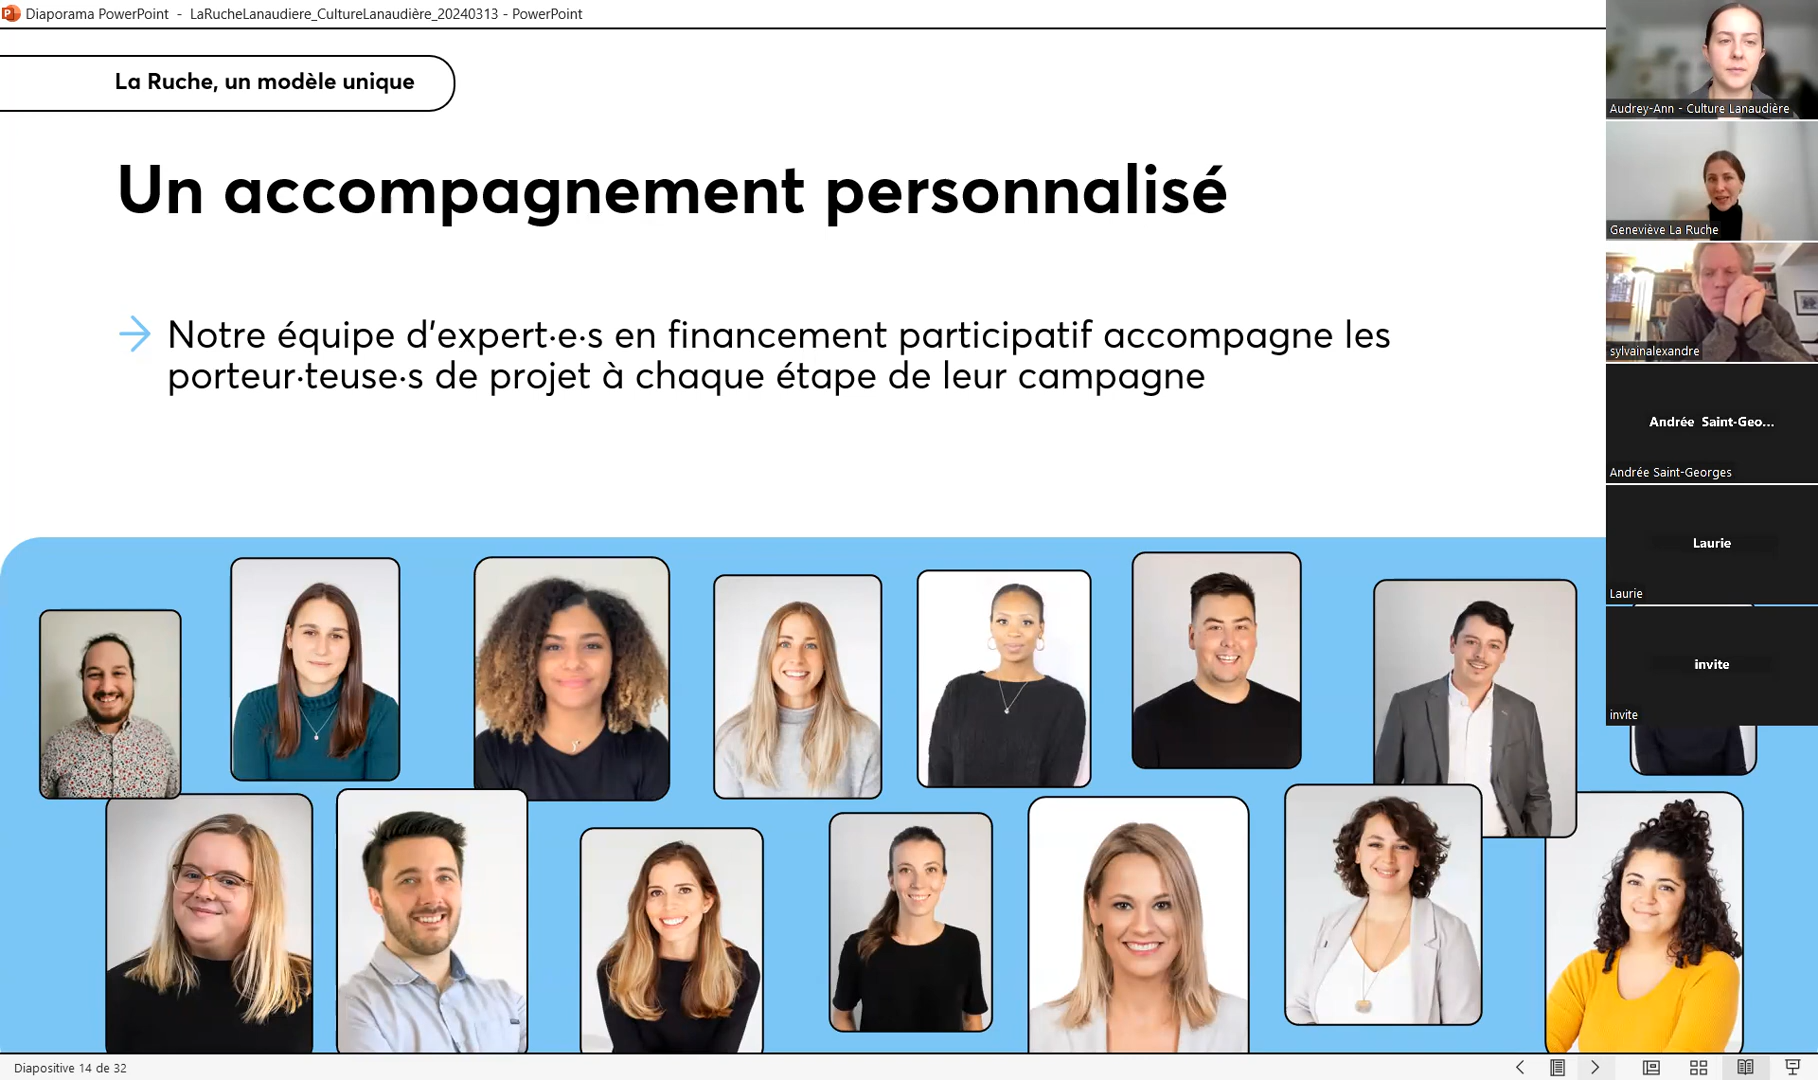 Diaporama PowerPoint - LaRucheLanaudiere_CultureLanaudière_20240313 - PowerPoint
La Ruche, un modèle unique
Un accompagnement personnalisé
Notre équipe d'expert·e·s en financement participatif accompagne les
porteur·teuse·s de projet à chaque étape de leur campagne
Audrey-Ann - Culture Lanaudière
Geneviève La Ruche
sylvainalexandre
Andrée Saint-Geo...
Andrée Saint-Georges
Laurie
Laurie
invite
invite
Diapositive 14 de 32